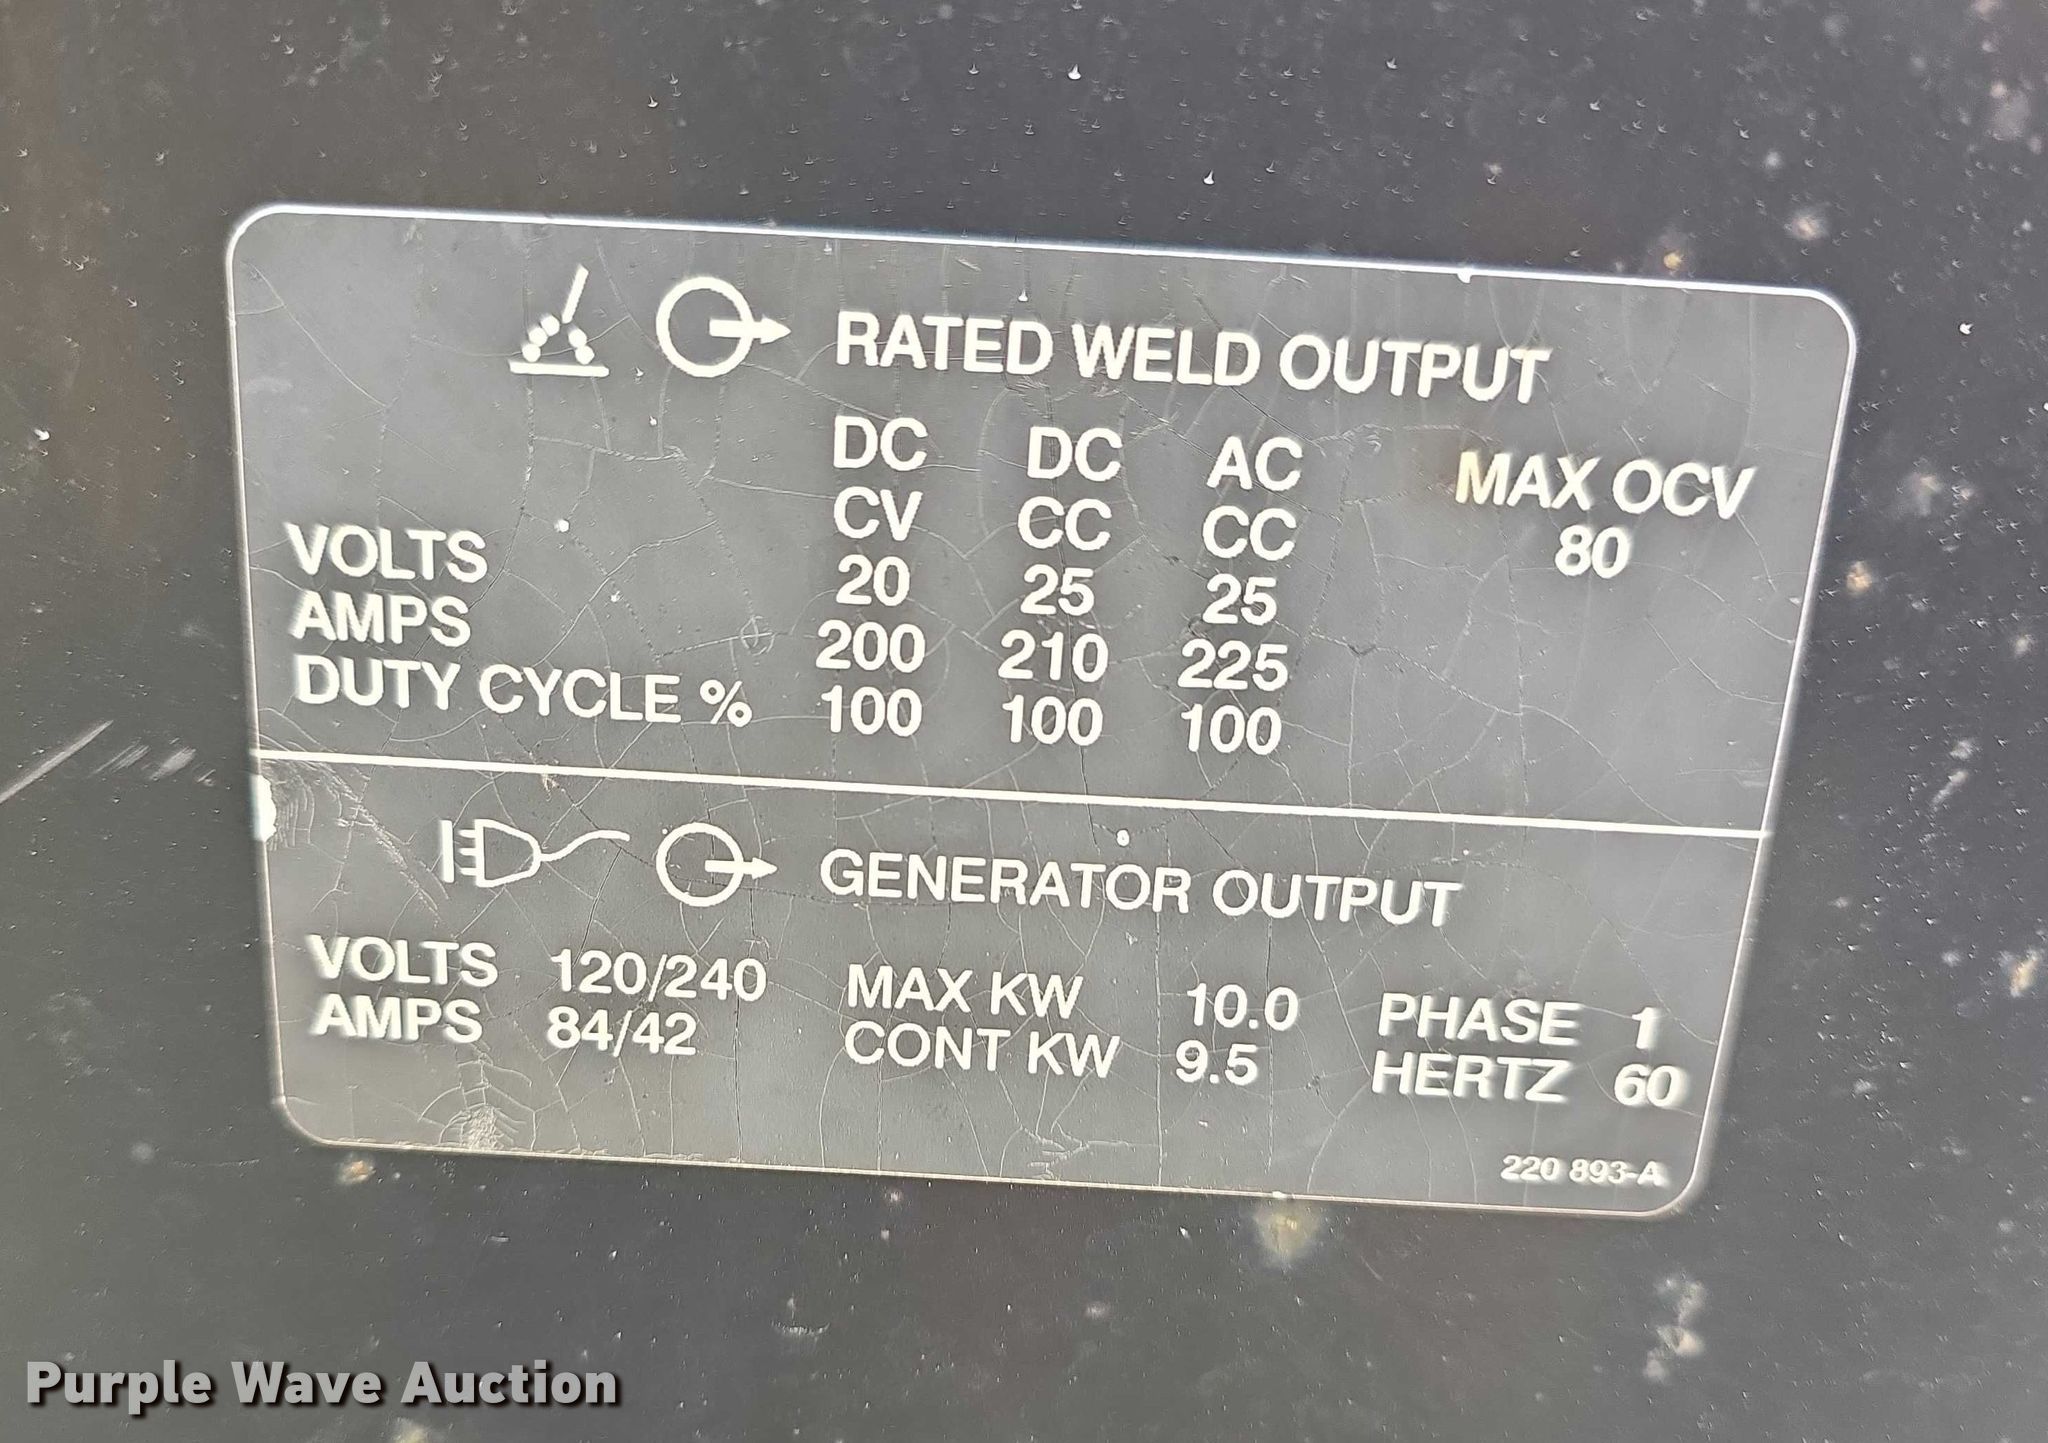 RATED WELD OUTPUT
DC DC AC MAX OCV
CV CC CC 80
VOLTS 20 25 25
AMPS 200 210 225
DUTY CYCLE % 100 100 100
GENERATOR OUTPUT
VOLTS 120/240 MAX KW 10.0 PHASE 1
AMPS 84/42 CONT KW 9.5 HERTZ 60
220 893-A
Purple Wave Auction